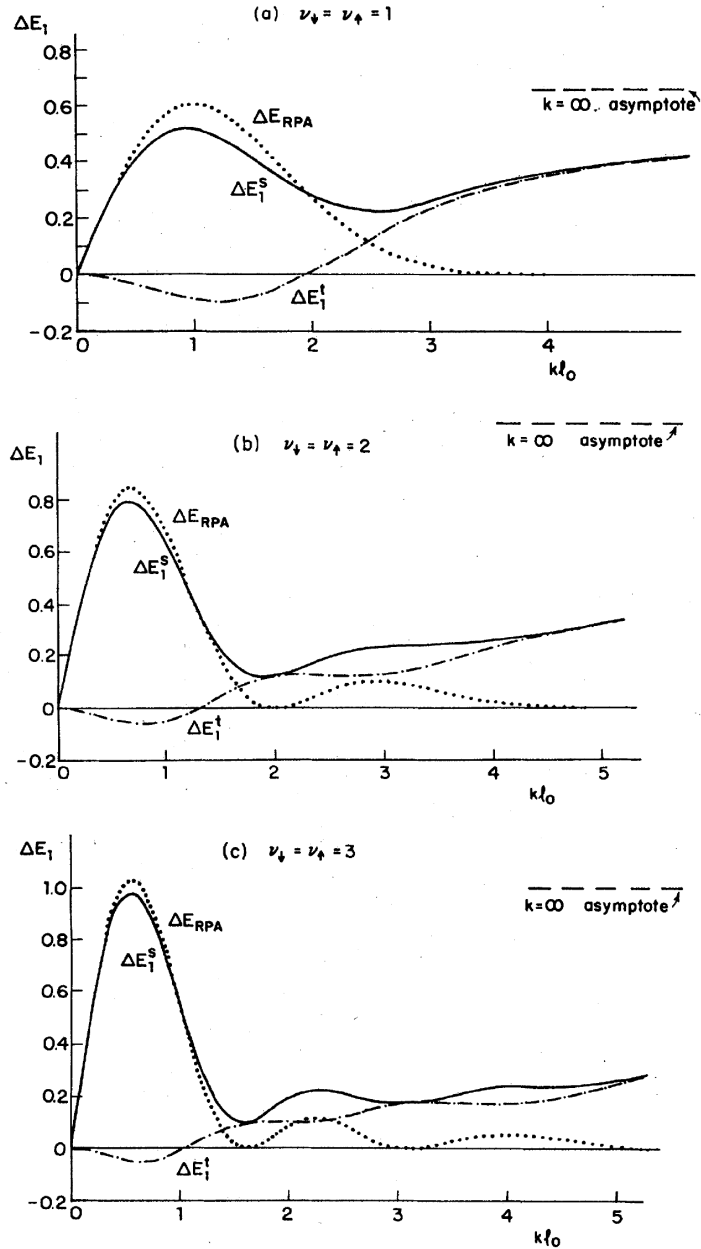 (a) ν↓ = ν↑ = 1
ΔE₁
0.8
0.6
0.4
0.2
0
-0.2
k = ∞.. asymptote
ΔE_RPA
ΔE₁ˢ
ΔE₁ᵗ
0 1 2 3 4
kℓ₀
(b) ν↓ = ν↑ = 2
ΔE₁
0.8
0.6
0.4
0.2
0
-0.2
k = ∞ asymptote
ΔE_RPA
ΔE₁ˢ
ΔE₁ᵗ
0 1 2 3 4 5
kℓ₀
(c) ν↓ = ν↑ = 3
ΔE₁
1.0
0.8
0.6
0.4
0.2
0
-0.2
k=∞ asymptote
ΔE_RPA
ΔE₁ˢ
ΔE₁ᵗ
0 1 2 3 4 5
kℓ₀